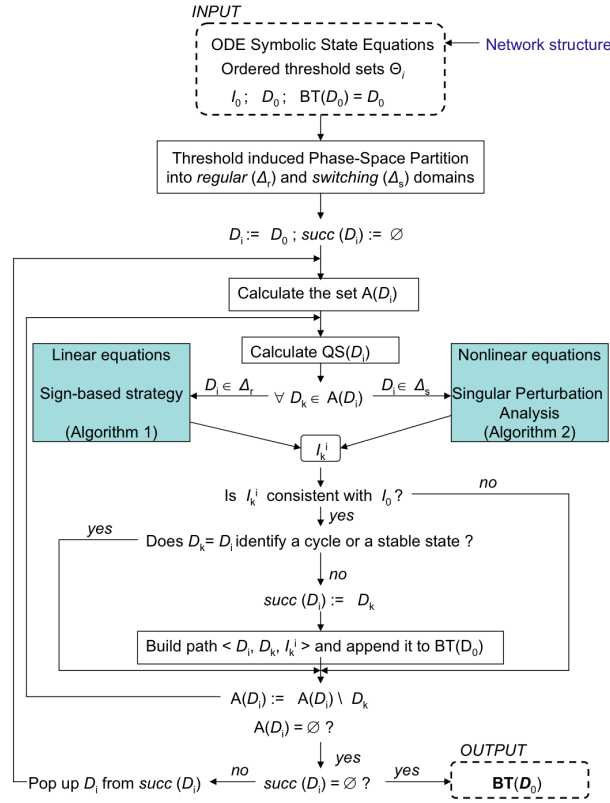 INPUT
ODE Symbolic State Equations
Network structure
Ordered threshold sets Θi
I0 ; D0 ; BT(D0) = D0
Threshold induced Phase-Space Partition
into regular (Δr) and switching (Δs) domains
Di := D0 ; succ (Di) := ∅
Calculate the set A(Di)
Calculate QS(Di)
Linear equations
Sign-based strategy
(Algorithm 1)
Di ∈ Δr
∀ Dk ∈ A(Di)
Di ∈ Δs
Nonlinear equations
Singular Perturbation
Analysis
(Algorithm 2)
Iki
Is Iki consistent with I0 ?
no
yes
yes
Does Dk = Di identify a cycle or a stable state ?
no
succ (Di) := Dk
Build path < Di, Dk, Iki > and append it to BT(D0)
A(Di) := A(Di) \ Dk
A(Di) = ∅ ?
yes
OUTPUT
Pop up Di from succ (Di)
no
succ (Di) = ∅ ?
yes
BT(D0)